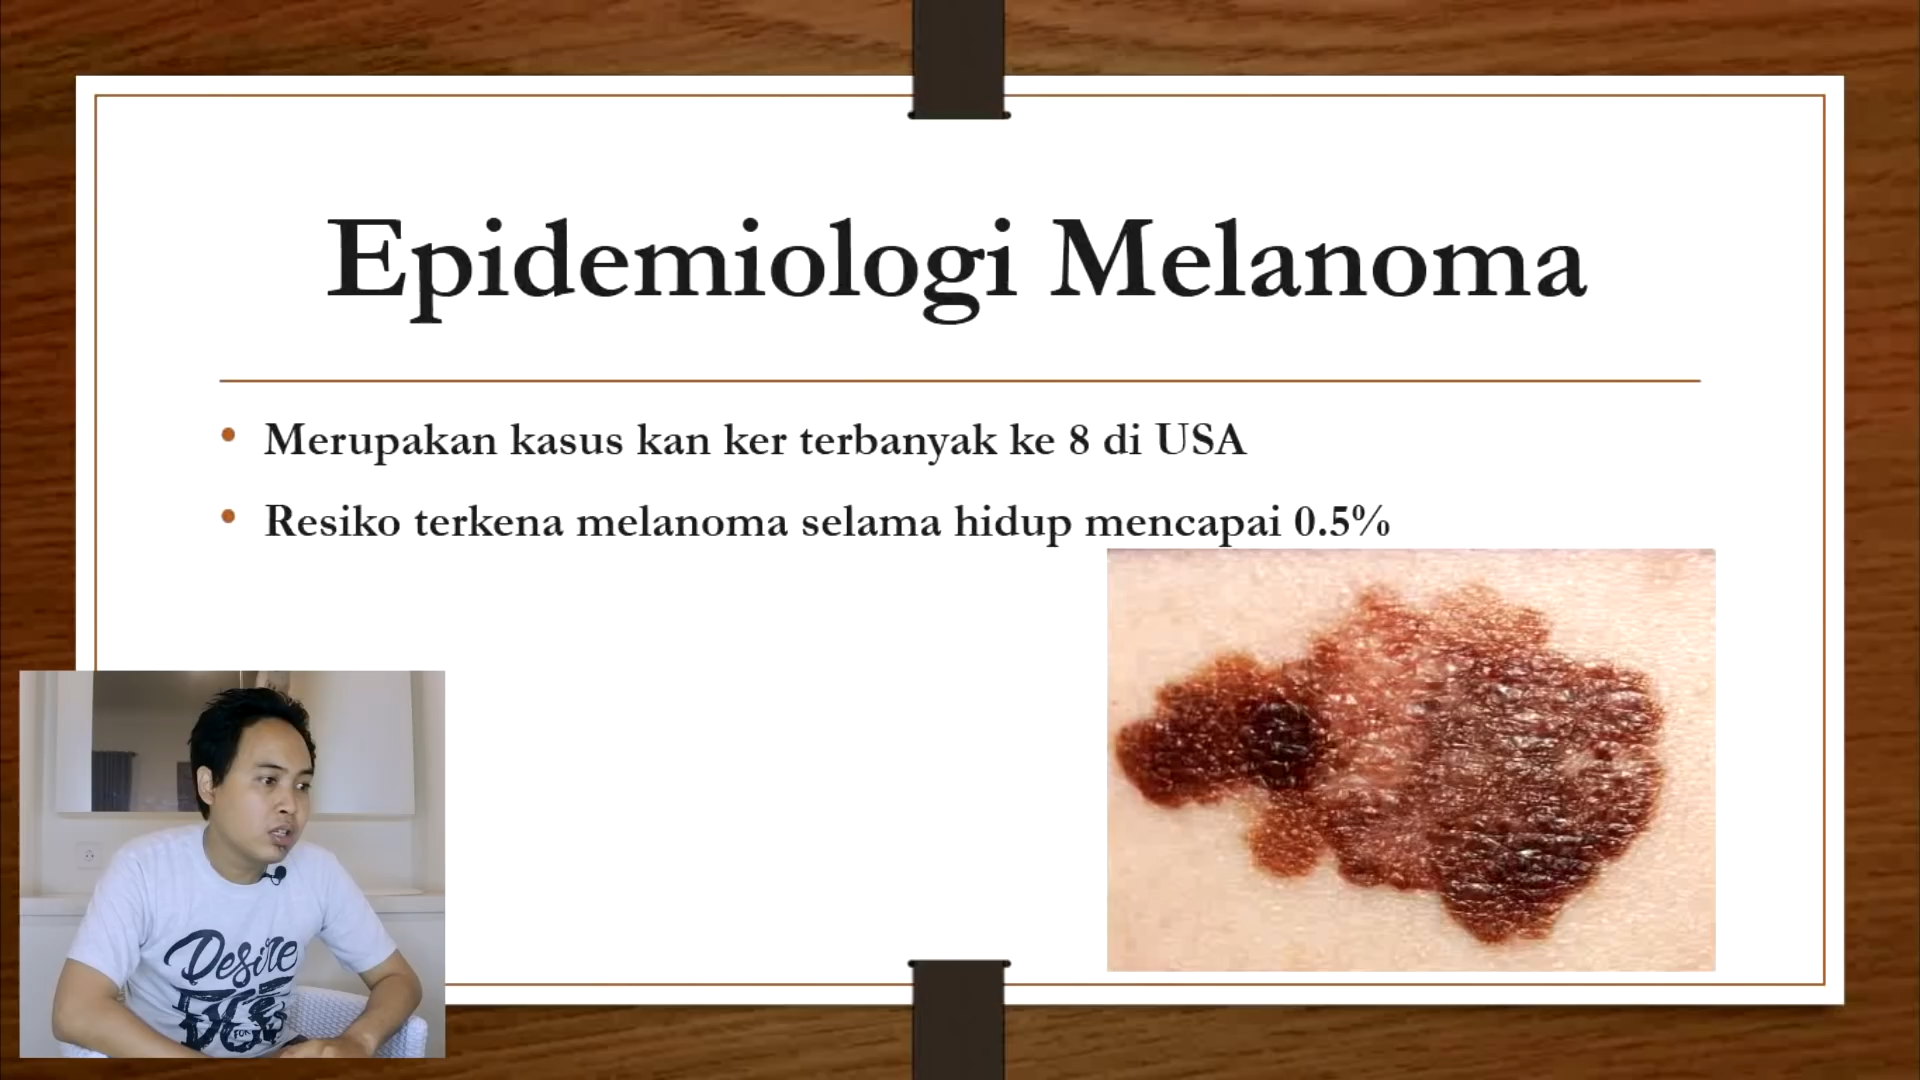 Epidemiologi Melanoma
• Merupakan kasus kan ker terbanyak ke 8 di USA
• Resiko terkena melanoma selama hidup mencapai 0.5%
Desire
FOR